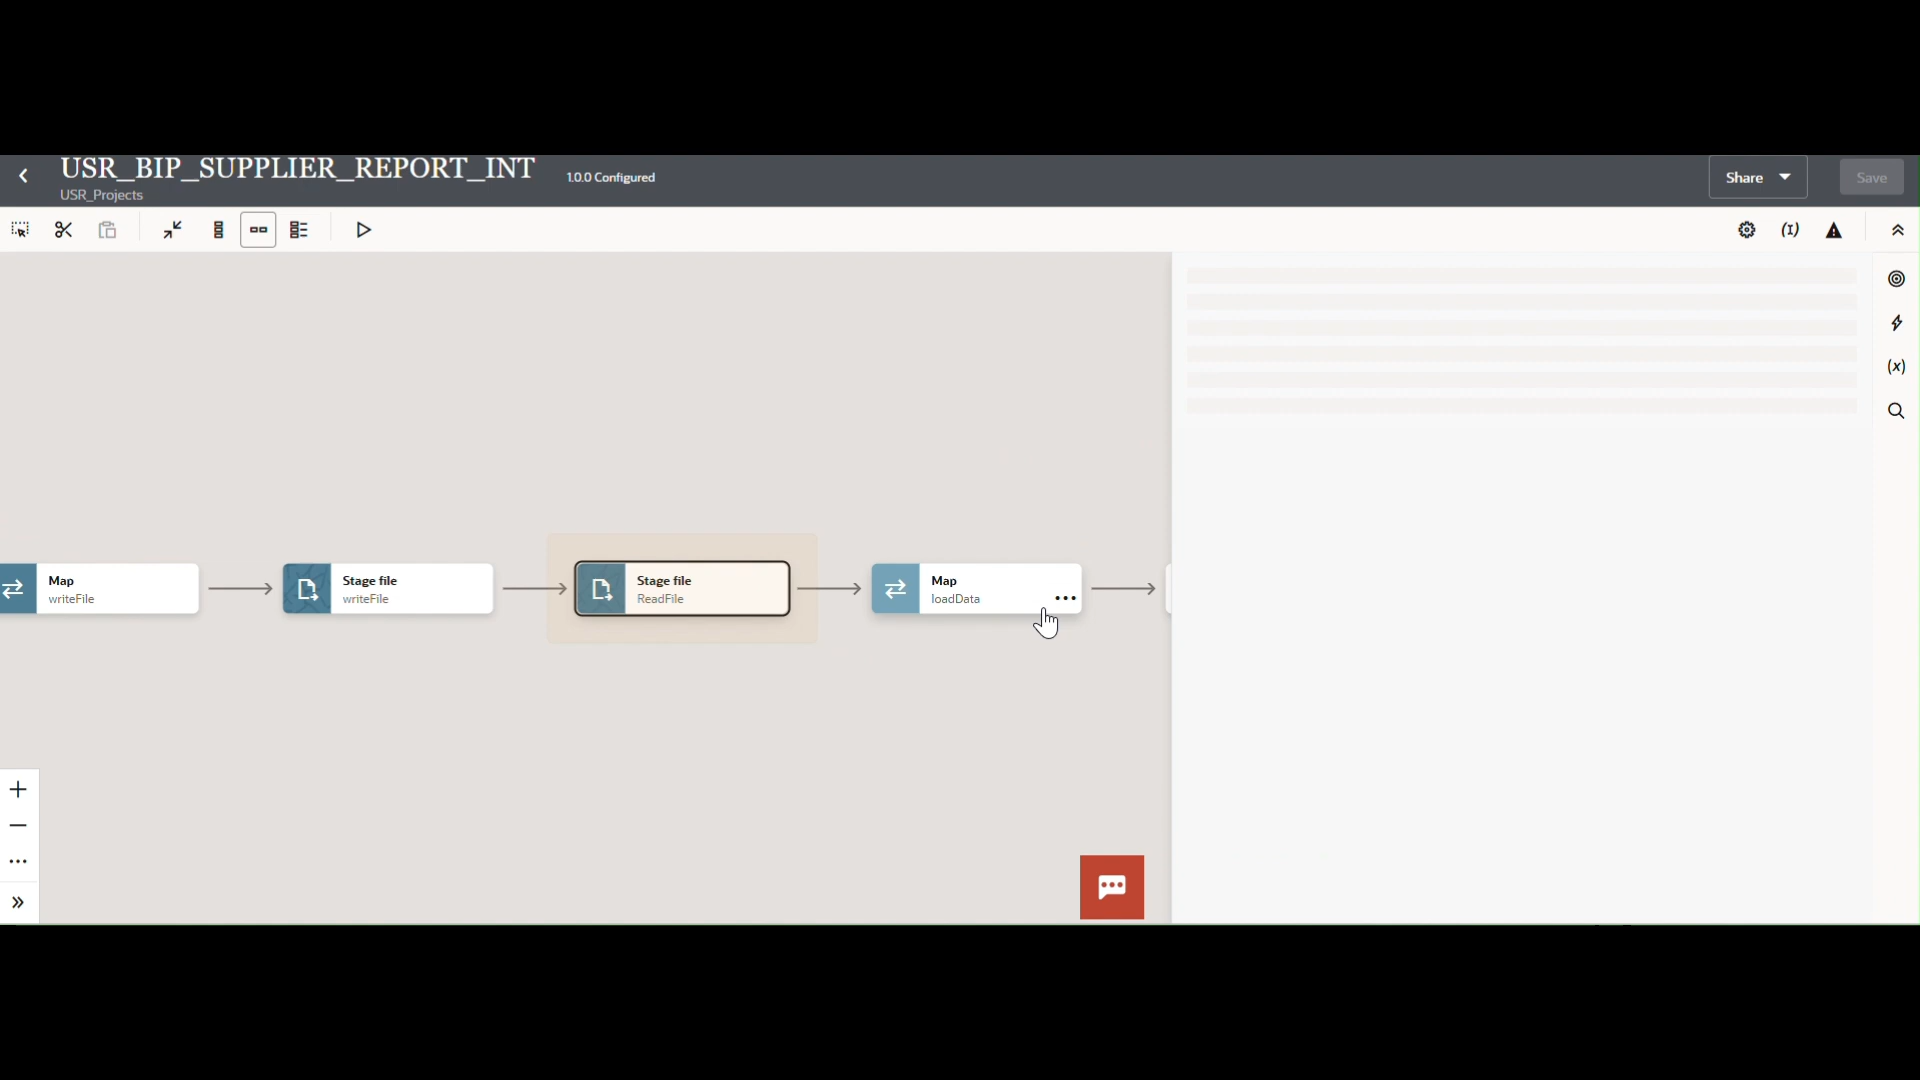 USR_BIP_SUPPLIER_REPORT_INT
1.0.0 Configured
USR_Projects
Share
Save
Map
writeFile
Stage file
writeFile
Stage file
ReadFile
Map
loadData